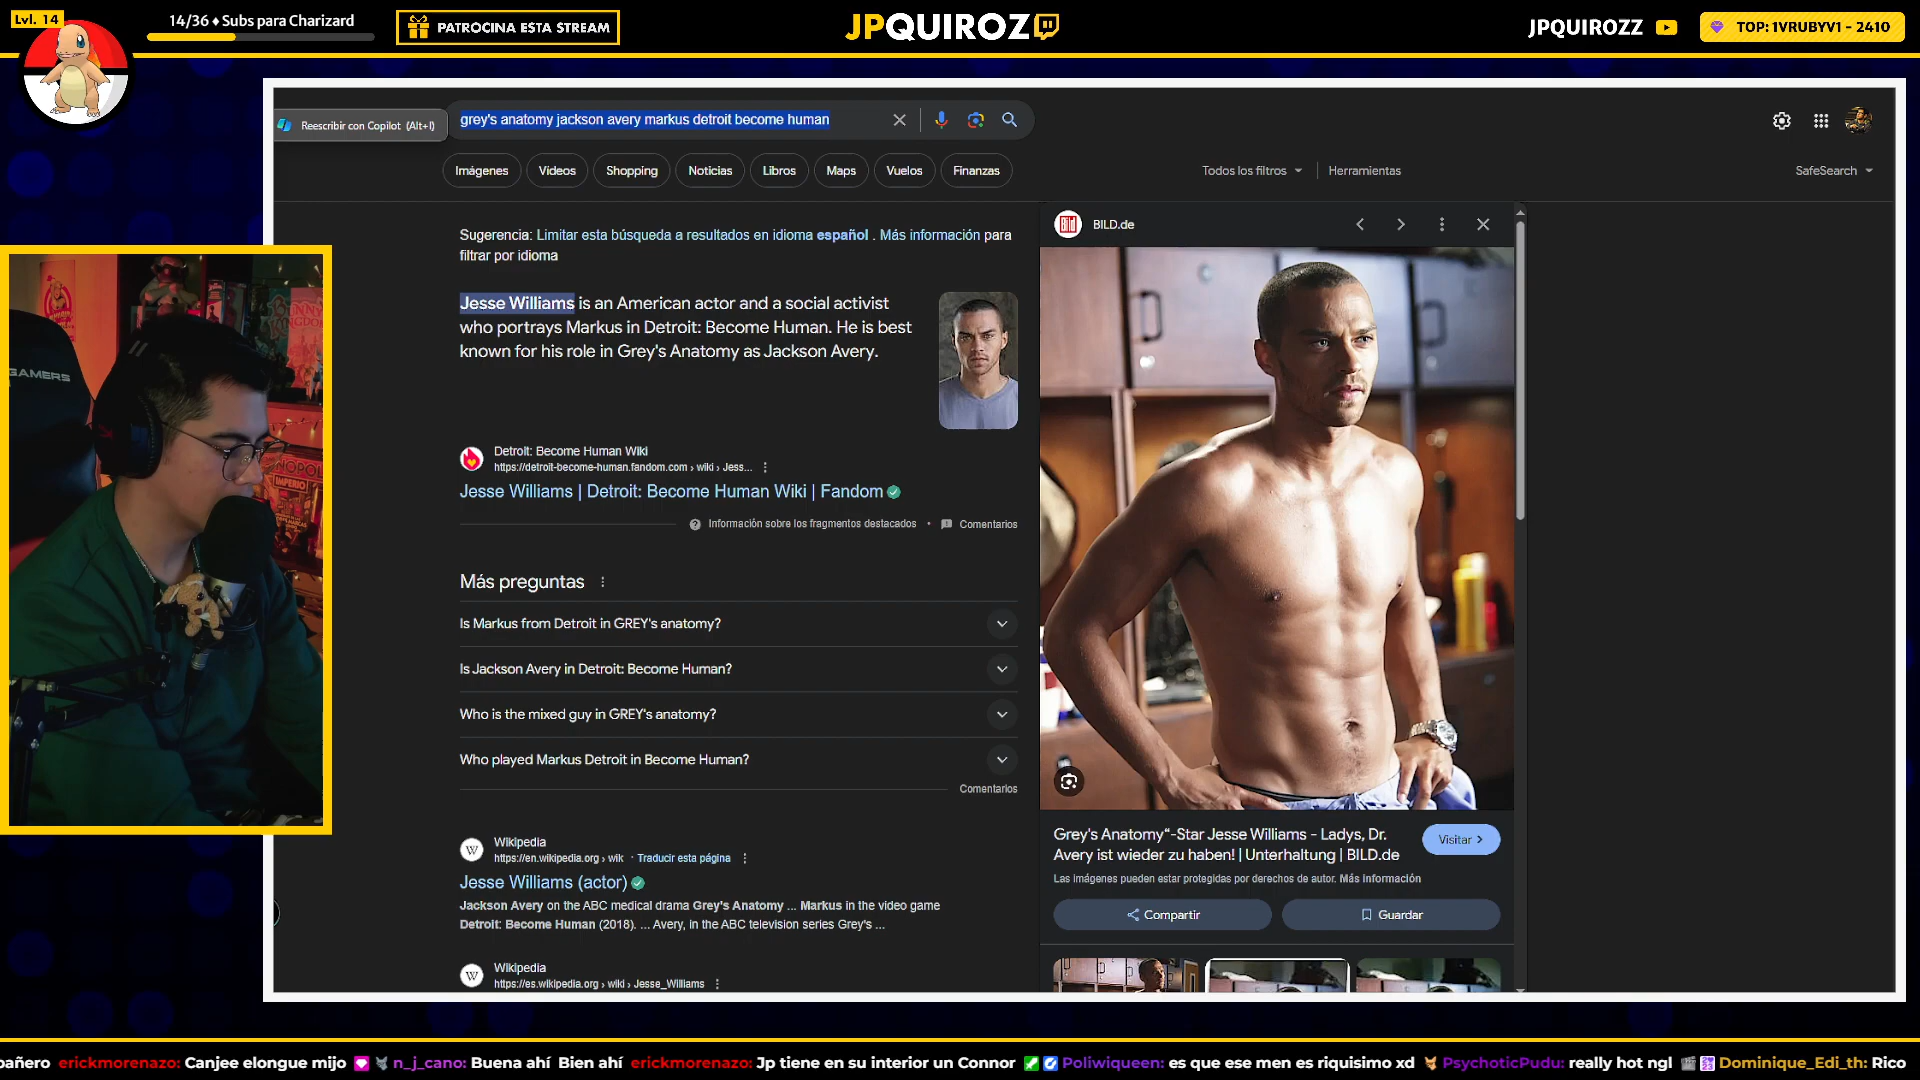 Lvl. 14
14/36 ♦ Subs para Charizard
PATROCINA ESTA STREAM
JPQUIROZ
JPQUIROZZ
TOP: 1VRUBYV1 - 2410
Reescribir con Copilot (Alt+I)
grey's anatomy jackson avery markus detroit become human
Imágenes
Videos
Shopping
Noticias
Libros
Maps
Vuelos
Finanzas
Todos los filtros
Herramientas
SafeSearch
Sugerencia: Limitar esta búsqueda a resultados en idioma español . Más información para
filtrar por idioma
Jesse Williams is an American actor and a social activist
who portrays Markus in Detroit: Become Human. He is best
known for his role in Grey's Anatomy as Jackson Avery.
Detroit: Become Human Wiki
https://detroit-become-human.fandom.com › wiki › Jess...
Jesse Williams | Detroit: Become Human Wiki | Fandom
Información sobre los fragmentos destacados
•
Comentarios
Más preguntas
Is Markus from Detroit in GREY's anatomy?
Is Jackson Avery in Detroit: Become Human?
Who is the mixed guy in GREY's anatomy?
Who played Markus Detroit in Become Human?
Comentarios
W
Wikipedia
https://en.wikipedia.org › wik · Traducir esta página
Jesse Williams (actor)
Jackson Avery on the ABC medical drama Grey's Anatomy ... Markus in the video game
Detroit: Become Human (2018). ... Avery, in the ABC television series Grey's ...
W
Wikipedia
https://es.wikipedia.org › wiki › Jesse_Williams
Bild
BILD.de
Grey's Anatomy“-Star Jesse Williams - Ladys, Dr.
Avery ist wieder zu haben! | Unterhaltung | BILD.de
Visitar
Las imágenes pueden estar protegidas por derechos de autor. Más información
Compartir
Guardar
GAMERS
IMPERIO
pañero erickmorenazo: Canjee elongue mijo n_j_cano: Buena ahí Bien ahí erickmorenazo: Jp tiene en su interior un Connor Poliwiqueen: es que ese men es riquisimo xd PsychoticPudu: really hot ngl Dominique_Edi_th: Rico